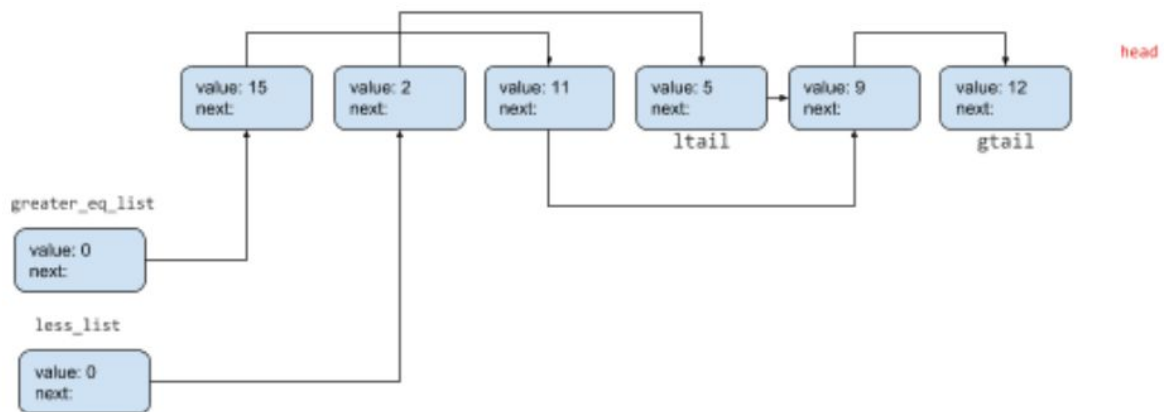 head
value: 15
next:
value: 2
next:
value: 11
next:
value: 5
next:
value: 9
next:
value: 12
next:
ltail
gtail
greater_eq_list
value: 0
next:
less_list
value: 0
next: